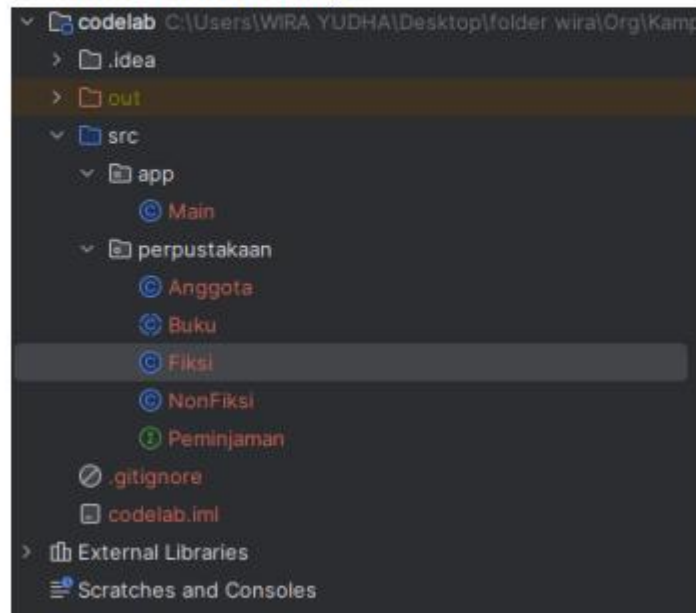 codelab C:\Users\WIRA YUDHA\Desktop\folder wira\Org\Kamp
.idea
out
src
app
Main
perpustakaan
Anggota
Buku
Fiksi
NonFiksi
Peminjaman
.gitignore
codelab.iml
External Libraries
Scratches and Consoles